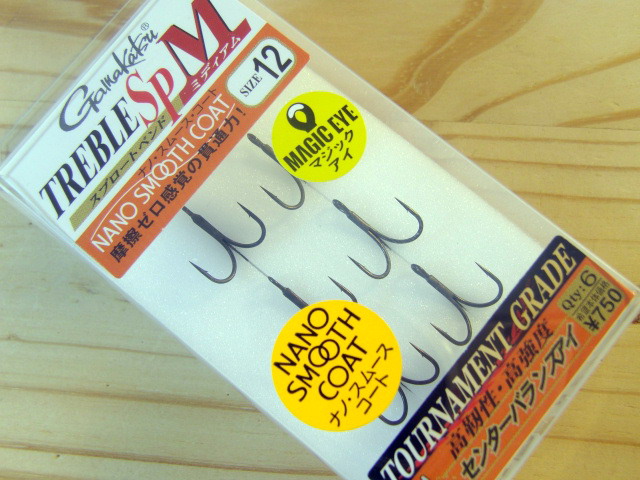 Gamakatsu®
TREBLE SP M
スプロートベンド ミディアム
SIZE 12
ナノ・スムース・コート
NANO SMOOTH COAT
摩擦ゼロ感覚の貫通力!
MAGIC EYE
マジック
アイ
NANO
SMOOTH
COAT
ナノ・スムース
コート
TOURNAMENT GRADE
高靭性・高強度
センターバランスアイ
Qty: 6
¥750